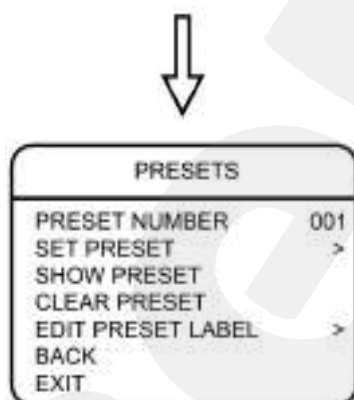 PRESETS
PRESET NUMBER 001
SET PRESET >
SHOW PRESET
CLEAR PRESET
EDIT PRESET LABEL >
BACK
EXIT